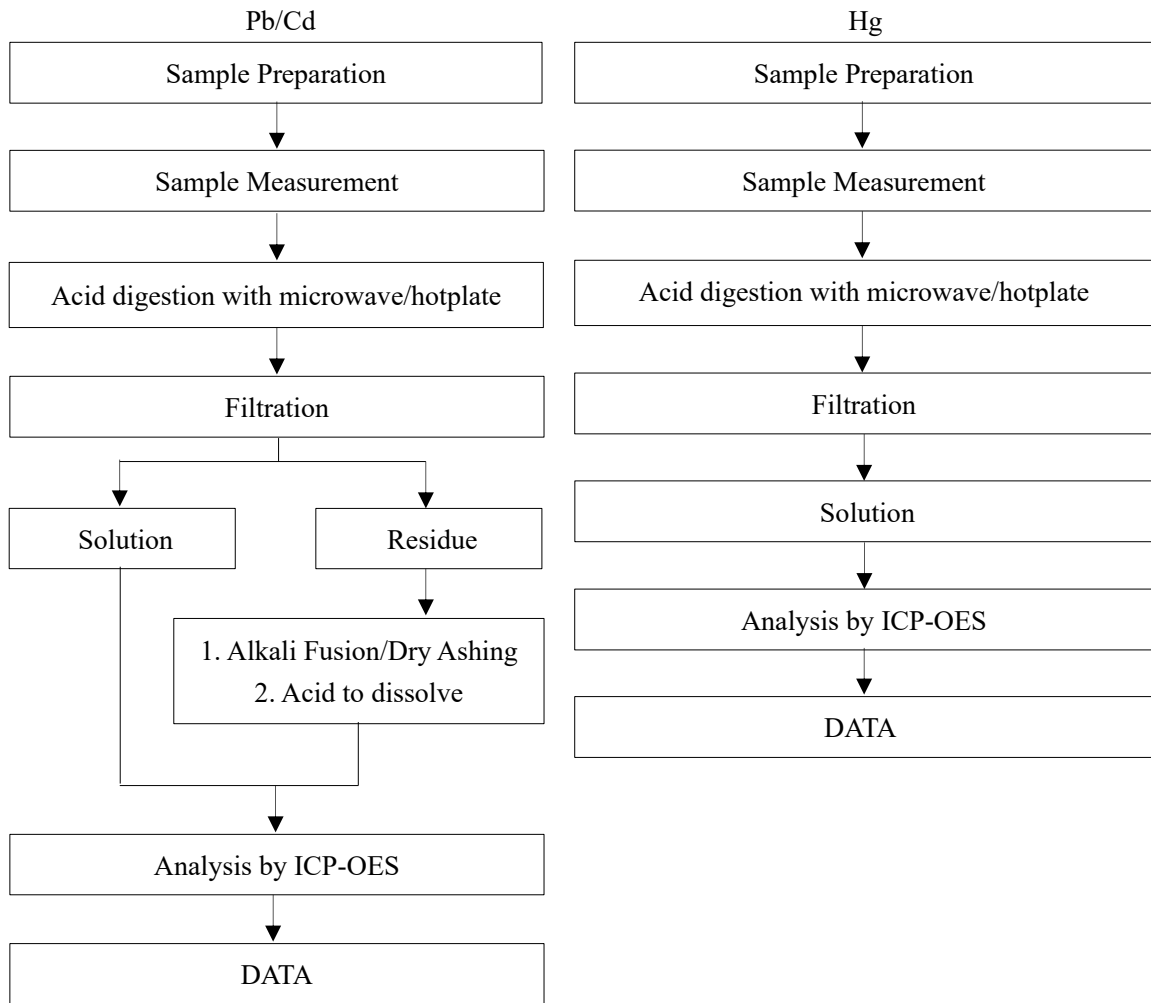 Pb/Cd
Sample Preparation
Sample Measurement
Acid digestion with microwave/hotplate
Filtration
Solution
Residue
1. Alkali Fusion/Dry Ashing
2. Acid to dissolve
Analysis by ICP-OES
DATA
Hg
Sample Preparation
Sample Measurement
Acid digestion with microwave/hotplate
Filtration
Solution
Analysis by ICP-OES
DATA